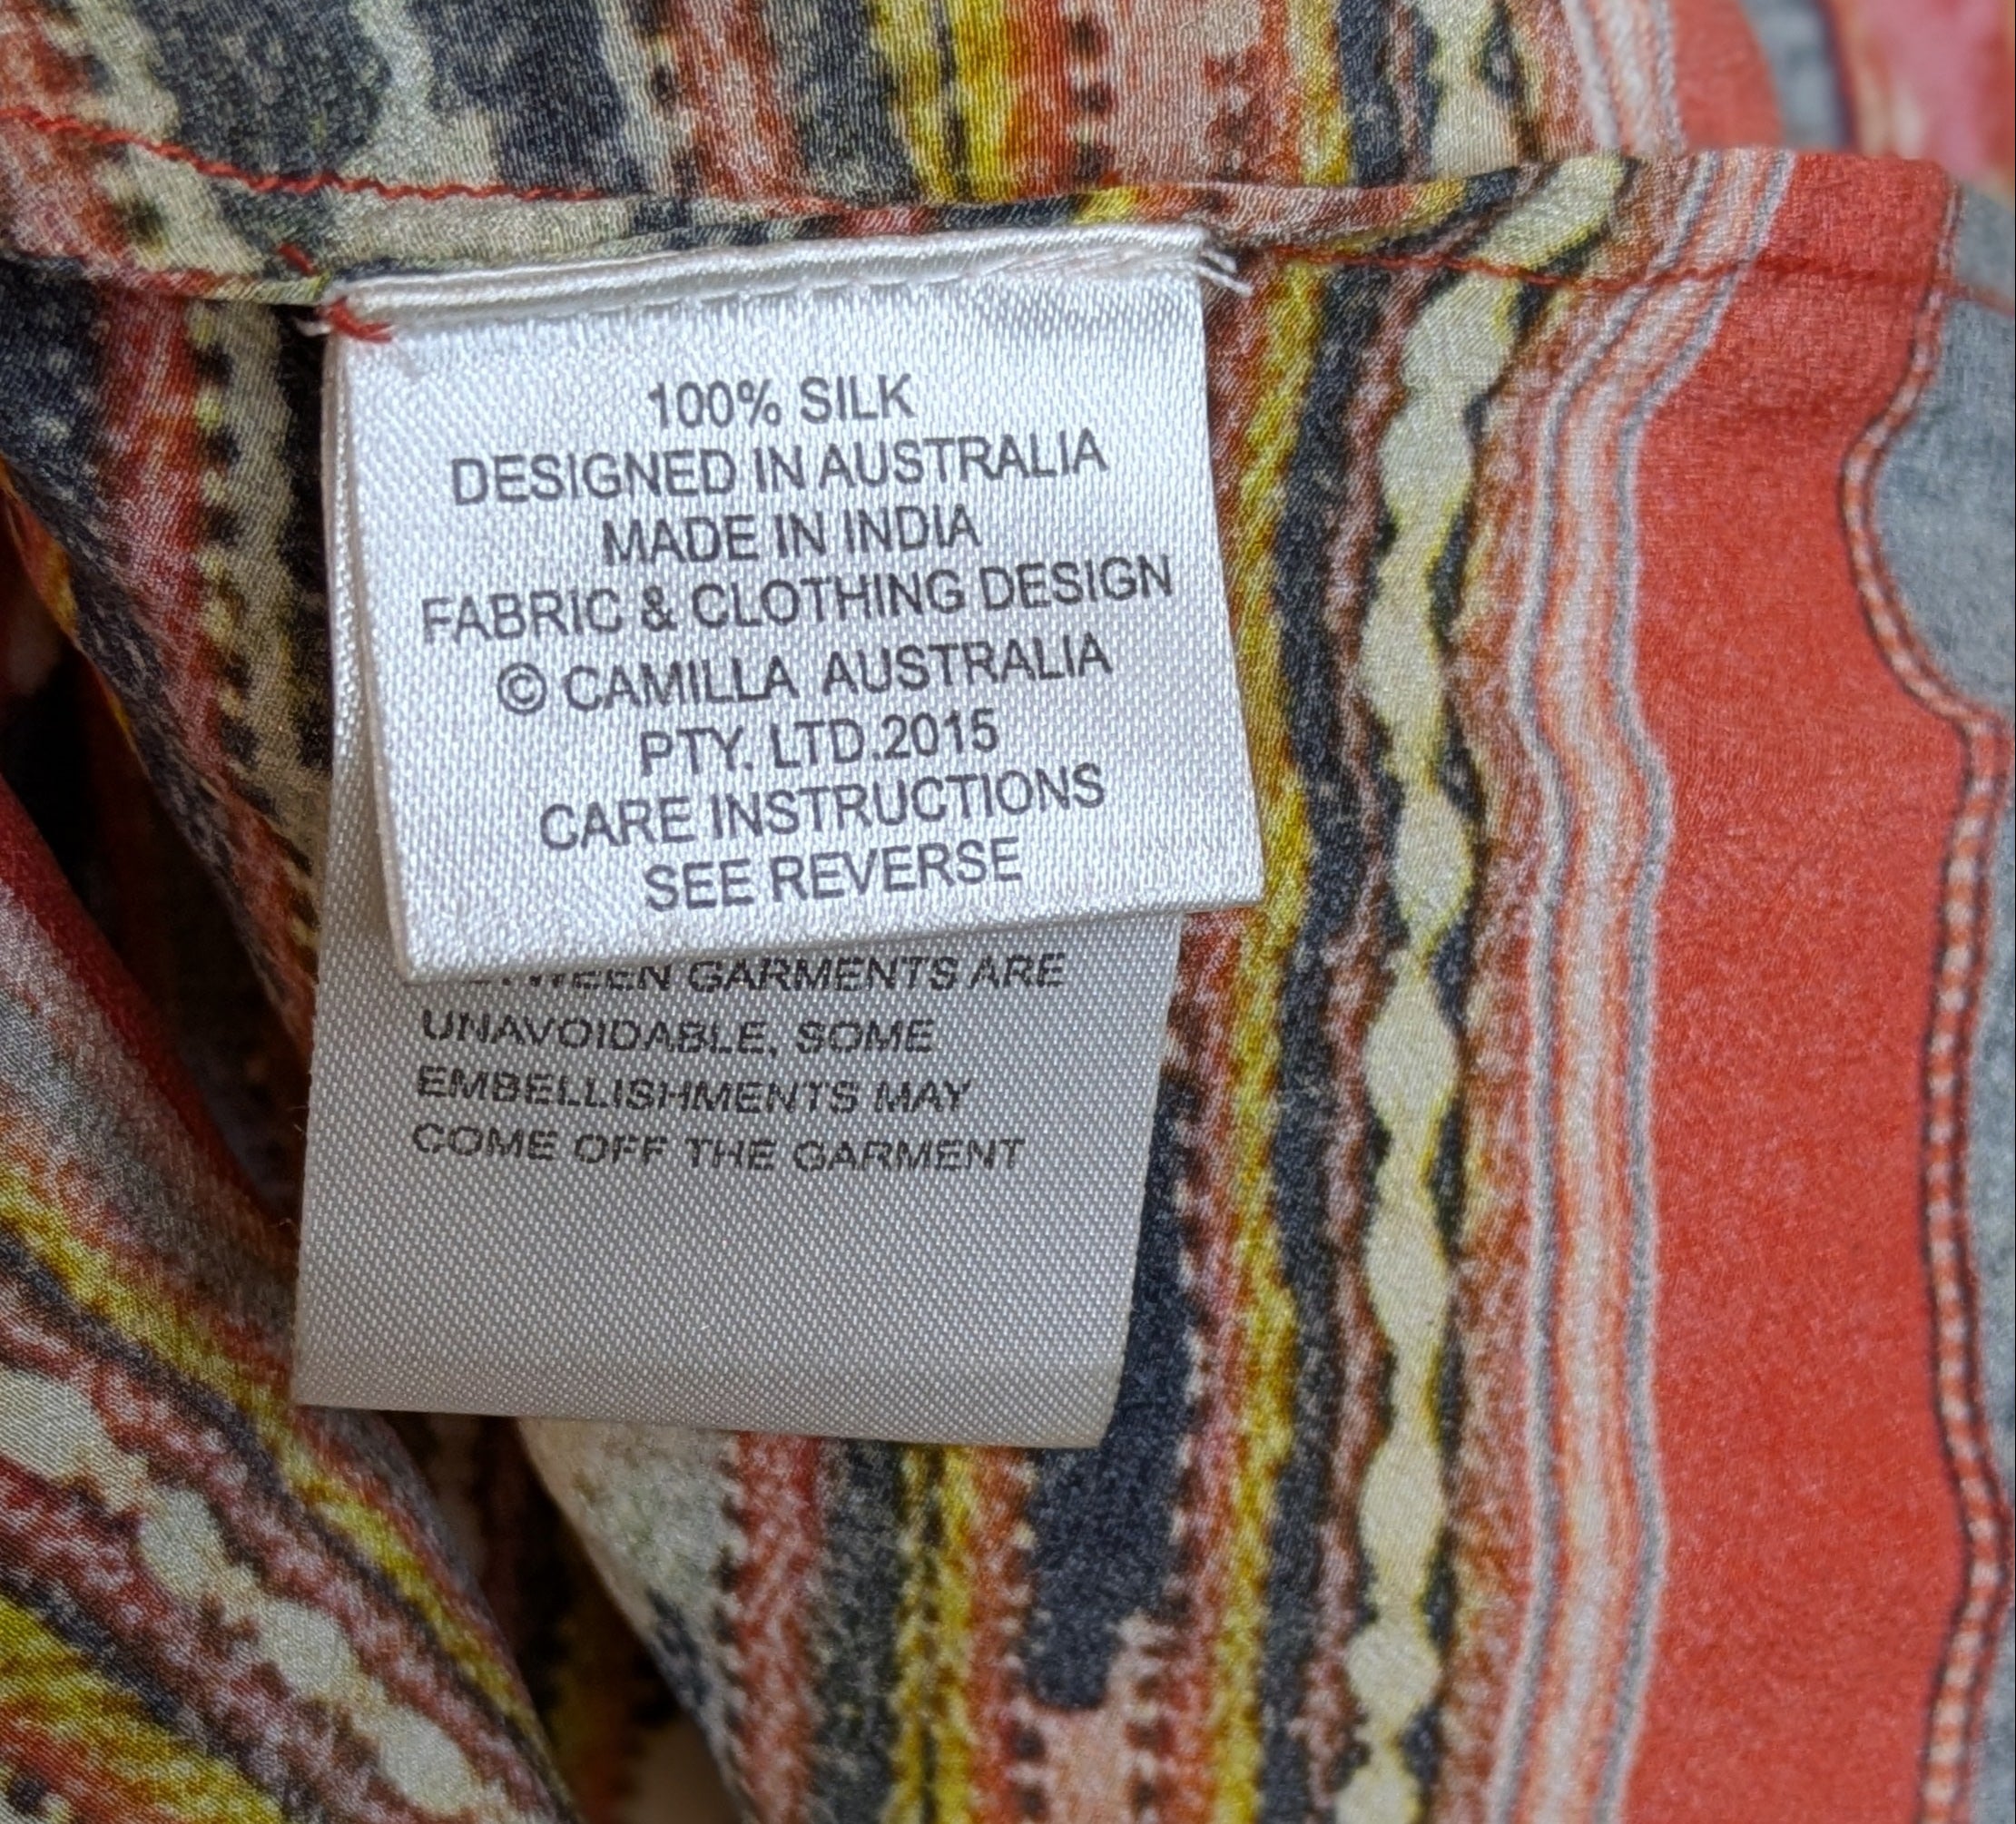 100% SILK
DESIGNED IN AUSTRALIA
MADE IN INDIA
FABRIC & CLOTHING DESIGN
© CAMILLA AUSTRALIA
PTY. LTD.2015
CARE INSTRUCTIONS
SEE REVERSE
BETWEEN GARMENTS ARE
UNAVOIDABLE, SOME
EMBELLISHMENTS MAY
COME OFF THE GARMENT